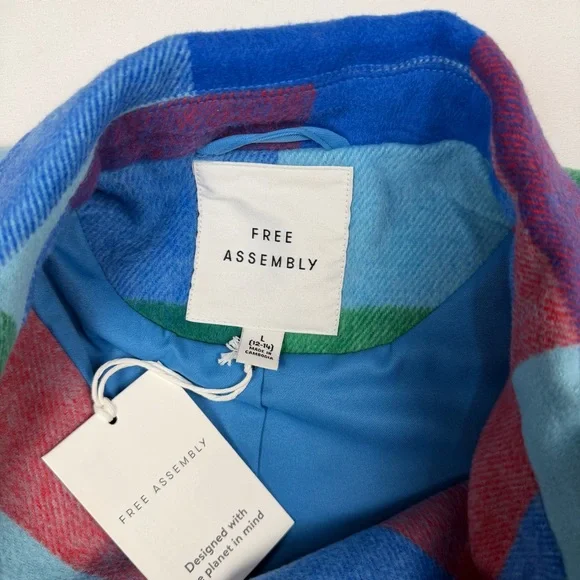 FREE
ASSEMBLY
L
(12-14)
MADE IN
CAMBODIA
FREE ASSEMBLY
Designed with
planet in mind